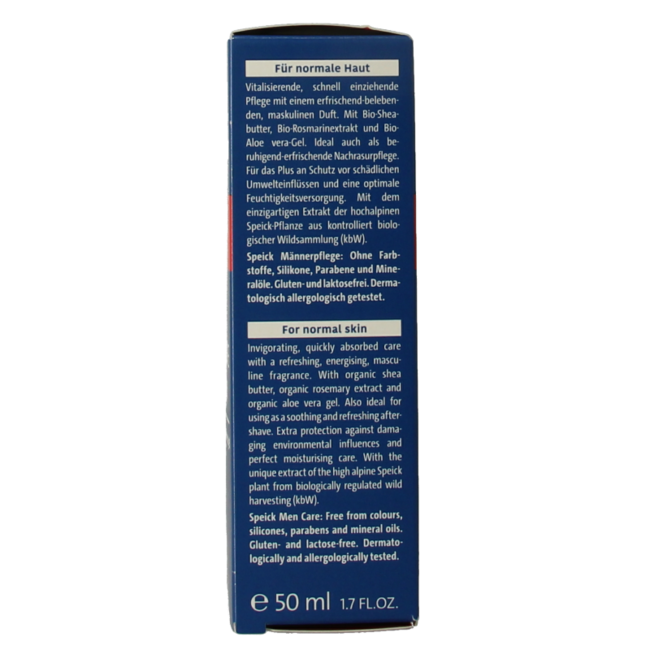 Für normale Haut
Vitalisierende, schnell einziehende
Pflege mit einem erfrischend-beleben-
den, maskulinen Duft. Mit Bio-Shea-
butter, Bio-Rosmarinextrakt und Bio-
Aloe vera-Gel. Ideal auch als be-
ruhigend-erfrischende Nachrasurpflege.
Für das Plus an Schutz vor schädlichen
Umwelteinflüssen und eine optimale
Feuchtigkeitsversorgung. Mit dem
einzigartigen Extrakt der hochalpinen
Speick-Pflanze aus kontrolliert biolo-
gischer Wildsammlung (kbW).
Speick Männerpflege: Ohne Farb-
stoffe, Silikone, Parabene und Mine-
ralöle. Gluten- und laktosefrei. Derma-
tologisch allergologisch getestet.
For normal skin
Invigorating, quickly absorbed care
with a refreshing, energising, mascu-
line fragrance. With organic shea
butter, organic rosemary extract and
organic aloe vera gel. Also ideal for
using as a soothing and refreshing after-
shave. Extra protection against dama-
ging environmental influences and
perfect moisturising care. With the
unique extract of the high alpine Speick
plant from biologically regulated wild
harvesting (kbW).
Speick Men Care: Free from colours,
silicones, parabens and mineral oils.
Gluten- and lactose-free. Dermato-
logically and allergologically tested.
℮ 50 ml 1.7 FL.OZ.